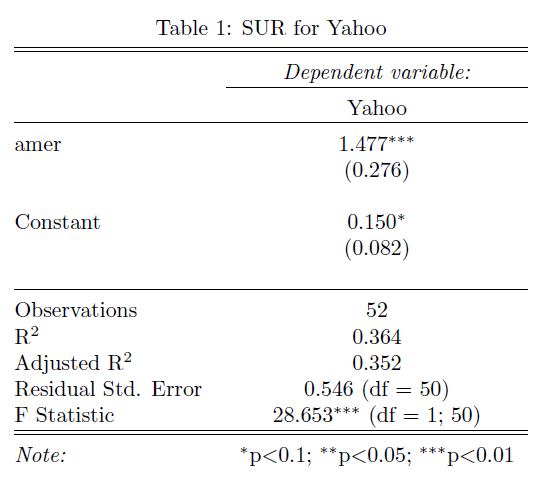 Table 1: SUR for Yahoo
Dependent variable:
Yahoo
amer 1.477***
(0.276)
Constant 0.150*
(0.082)
Observations 52
R² 0.364
Adjusted R² 0.352
Residual Std. Error 0.546 (df = 50)
F Statistic 28.653*** (df = 1; 50)
Note: *p<0.1; **p<0.05; ***p<0.01